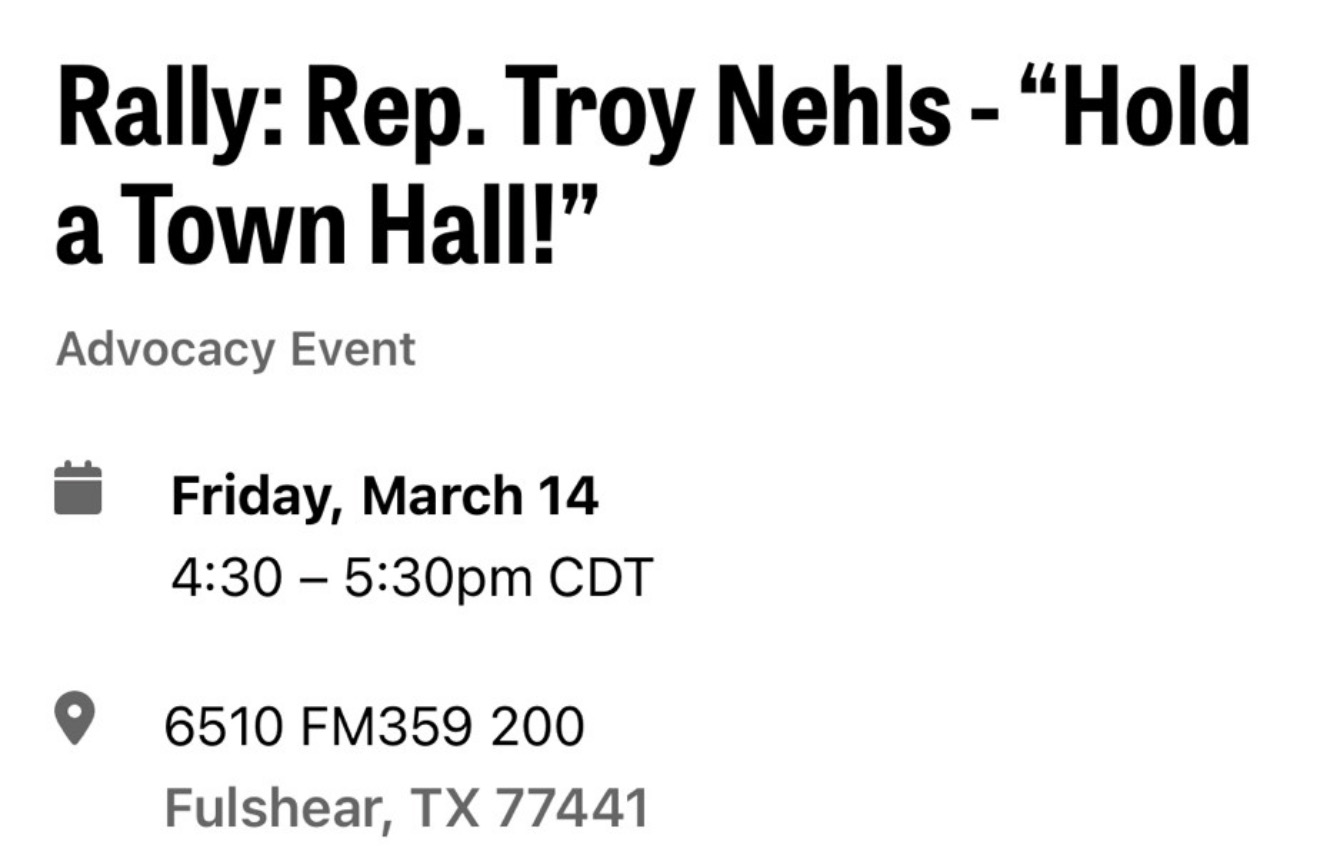 Rally: Rep. Troy Nehls - “Hold
a Town Hall!”
Advocacy Event
Friday, March 14
4:30 – 5:30pm CDT
6510 FM359 200
Fulshear, TX 77441